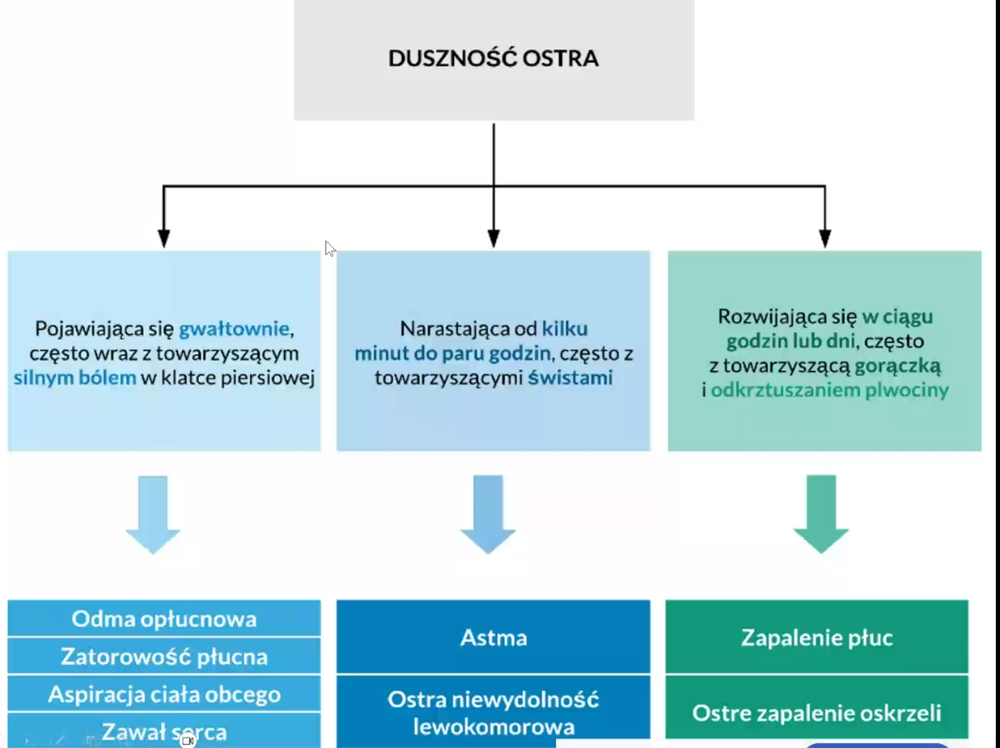 DUSZNOŚĆ OSTRA
Pojawiająca się gwałtownie,
często wraz z towarzyszącym
silnym bólem w klatce piersiowej
Narastająca od kilku
minut do paru godzin, często z
towarzyszącymi świstami
Rozwijająca się w ciągu
godzin lub dni, często
z towarzyszącą gorączką
i odkrztuszaniem plwociny
Odma opłucnowa
Zatorowość płucna
Aspiracja ciała obcego
Zawał serca
Astma
Ostra niewydolność
lewokomorowa
Zapalenie płuc
Ostre zapalenie oskrzeli